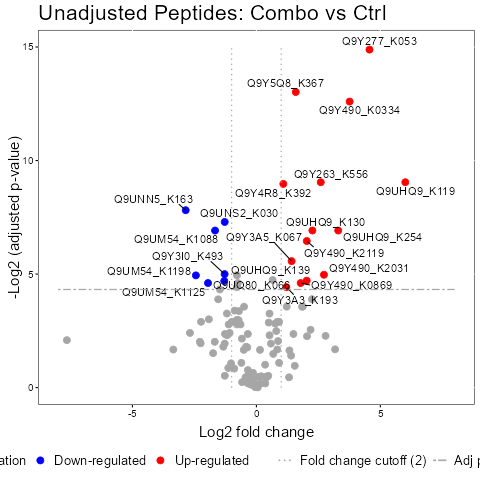 Unadjusted Peptides: Combo vs Ctrl
Q9Y277_K053
15
Q9Y5Q8_K367
Q9Y490_K0334
10
Q9Y263_K556
Q9Y4R8_K392
Q9UHQ9_K119
Q9UNN5_K163
Q9UNS2_K030
Q9UHQ9_K130
Q9UM54_K1088
Q9Y3A5_K067
Q9UHQ9_K254
Q9Y3I0_K493
Q9Y490_K2119
Q9UM54_K1198
Q9UHQ9_K139
Q9Y490_K2031
5
Q9Y490_K0869
Q9UM54_K1125
Q9Y3A3_K193
0
-5
0
5
-Log2 (adjusted p-value)
Log2 fold change
ation
Down-regulated
Up-regulated
Fold change cutoff (2)
Adj p